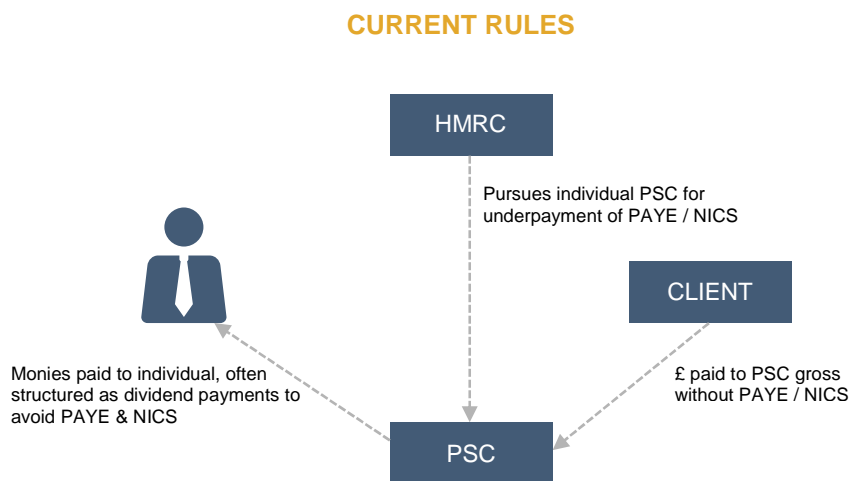 CURRENT RULES
HMRC
Pursues individual PSC for
underpayment of PAYE / NICS
CLIENT
Monies paid to individual, often
structured as dividend payments to
avoid PAYE & NICS
£ paid to PSC gross
without PAYE / NICS
PSC